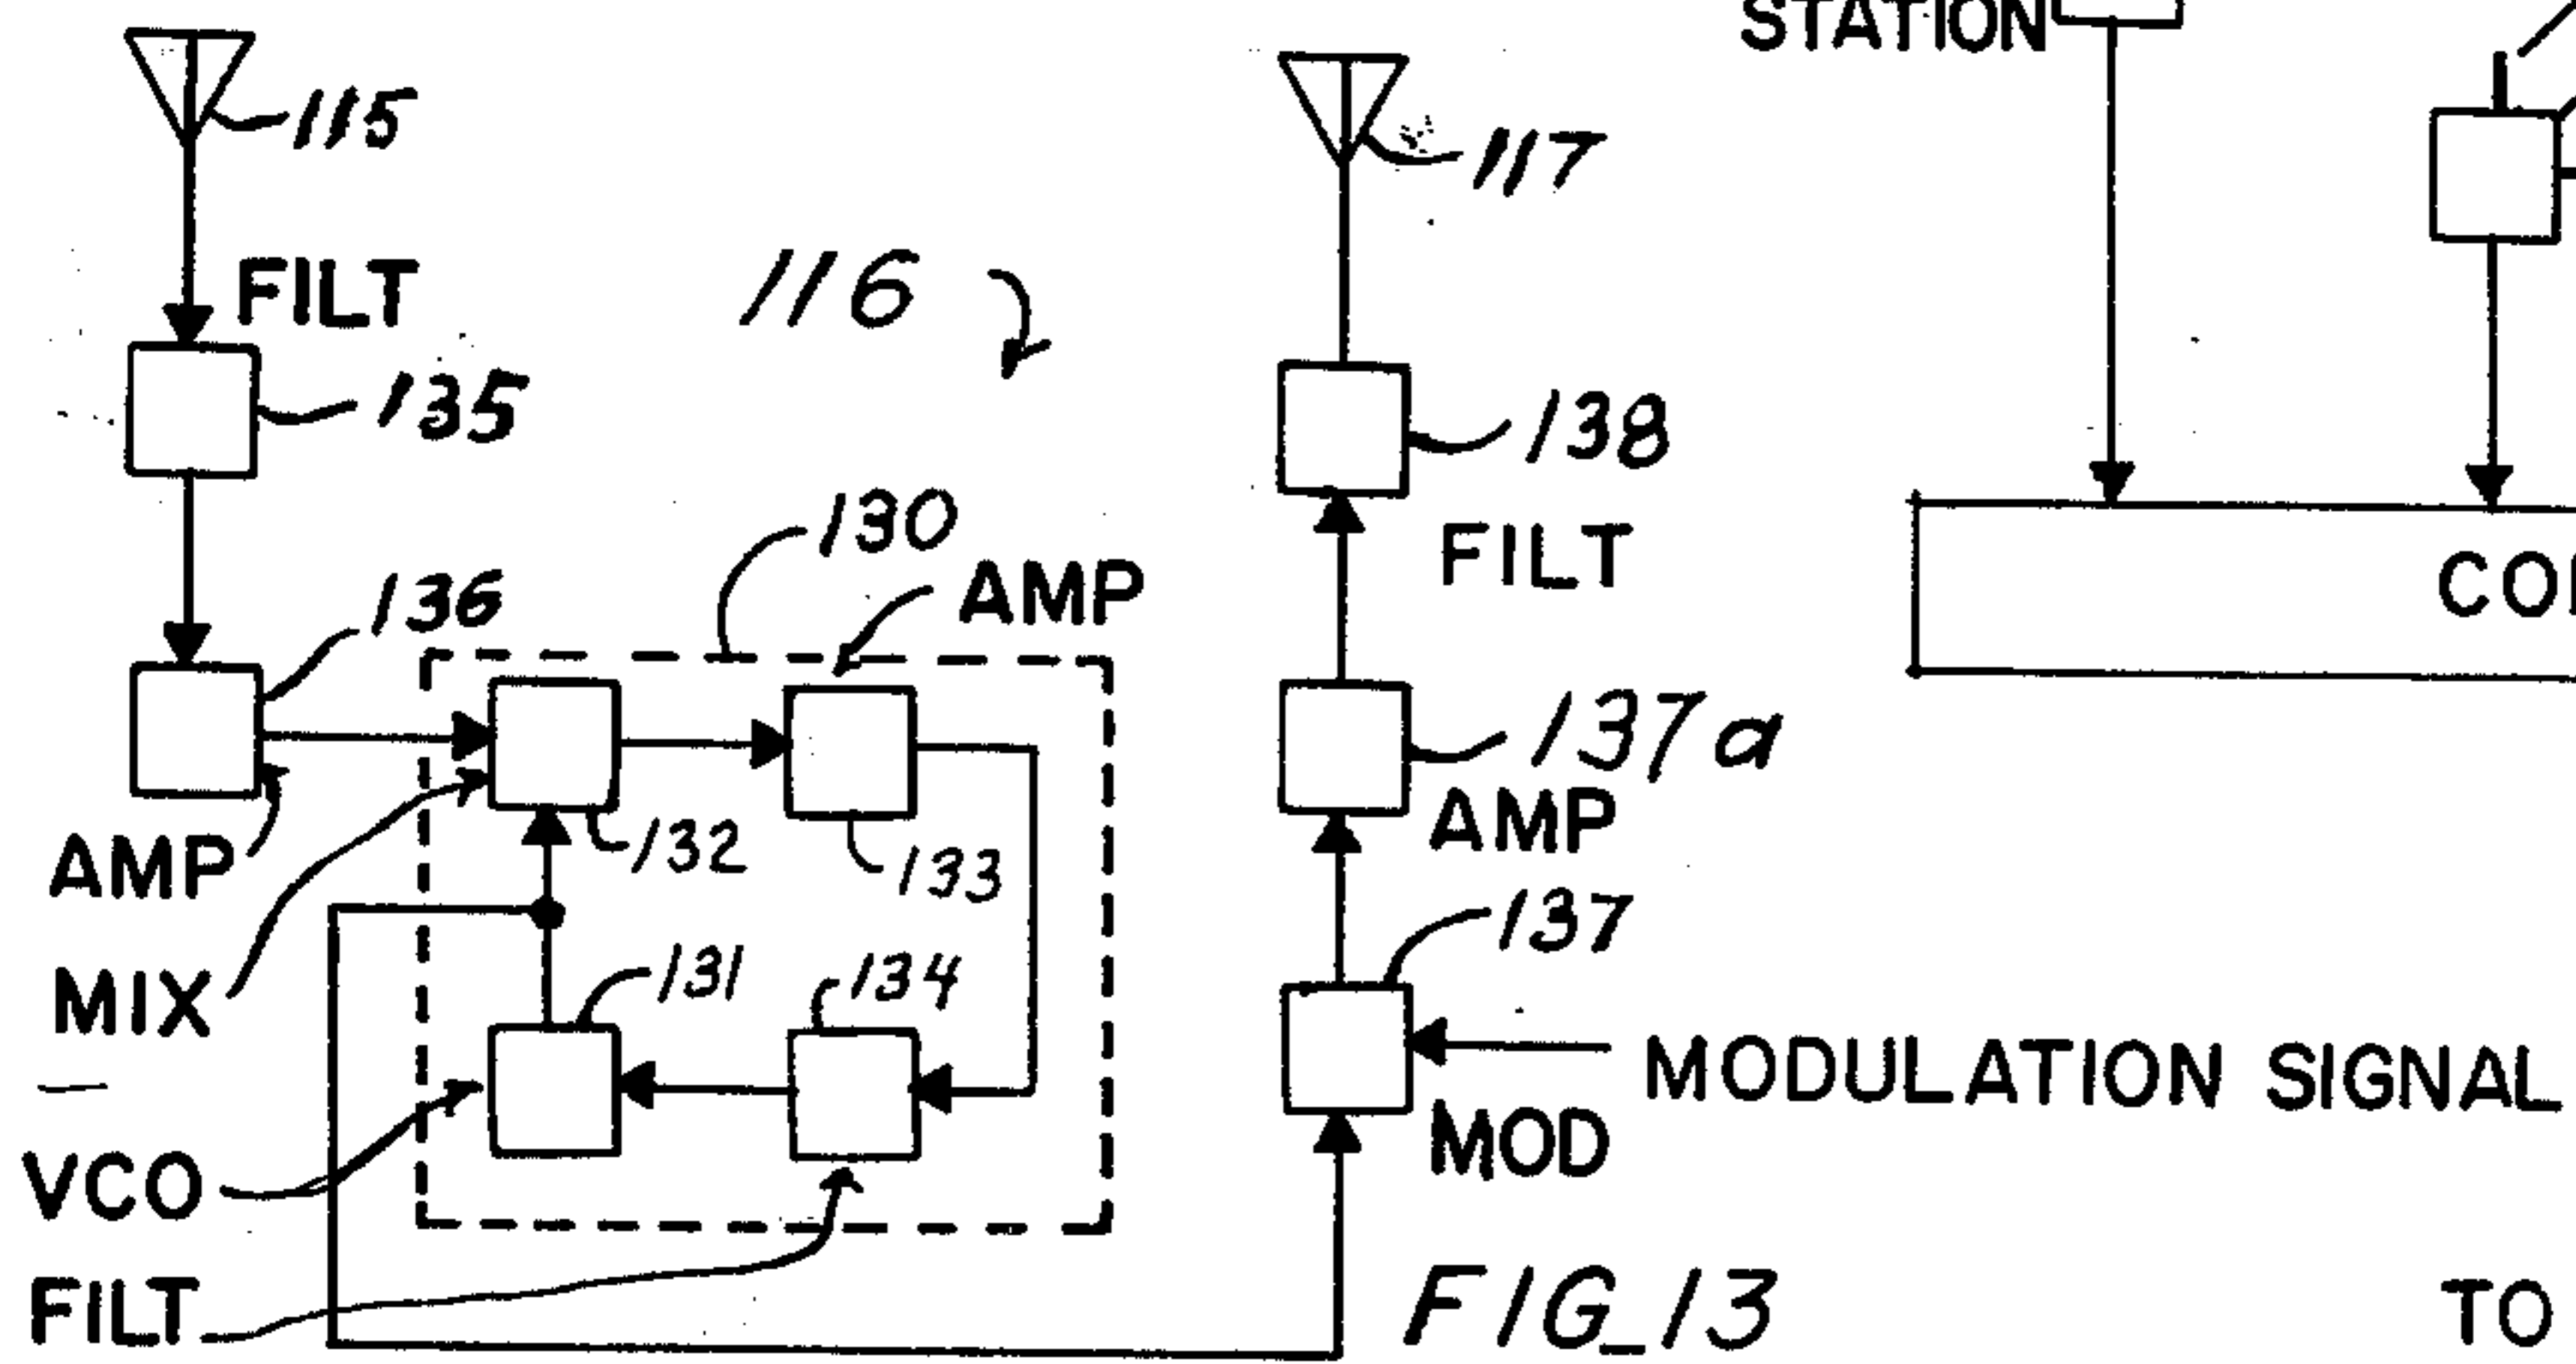 STATION
115
117
FILT
116
135
138
130
FILT
136
AMP
137a
132
AMP
AMP
133
137
MIX
131
134
MODULATION SIGNAL
MOD
VCO
FILT
FIG_13
TO